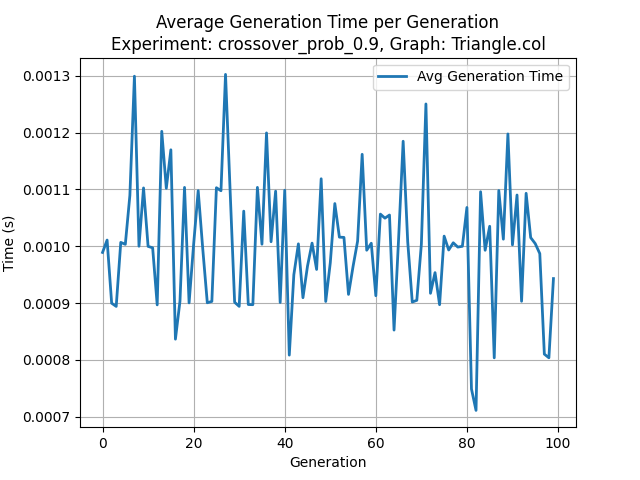 Average Generation Time per Generation
Experiment: crossover_prob_0.9, Graph: Triangle.col
Avg Generation Time
0.0013
0.0012
0.0011
0.0010
0.0009
0.0008
0.0007
Time (s)
0 20 40 60 80 100
Generation